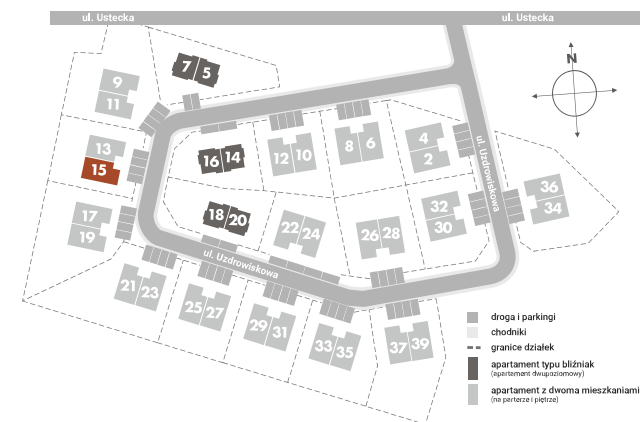 ul. Ustecka
ul. Ustecka
7 5
N
9
11
13
15
16 14
12 10
8 6
4
2
17
19
18 20
22 24
26 28
32
30
36
34
ul. Uzdrowiskowa
ul. Uzdrowiskowa
21 23
25 27
29 31
33 35
37 39
droga i parkingi
chodniki
granice działek
apartament typu bliźniak
(apartament dwupoziomowy)
apartament z dwoma mieszkaniami
(na parterze i piętrze)